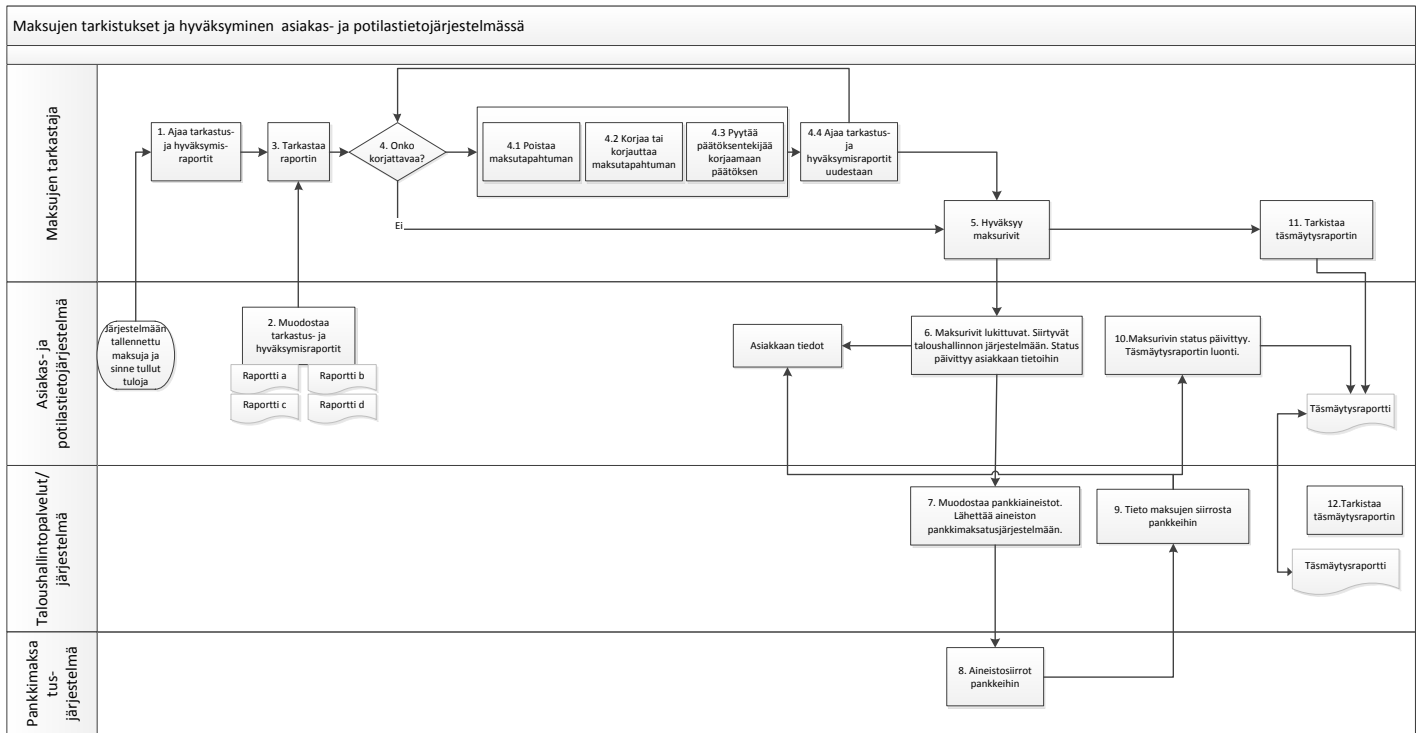 Maksujen tarkistukset ja hyväksyminen asiakas- ja potilastietojärjestelmässä
Maksujen tarkastaja
1. Ajaa tarkastus-
ja hyväksymis-
raportit
3. Tarkastaa
raportin
4. Onko
korjattavaa?
4.1 Poistaa
maksutapahtuman
4.2 Korjaa tai
korjauttaa
maksutapahtuman
4.3 Pyytää
päätöksentekijää
korjaamaan
päätöksen
4.4 Ajaa tarkastus-
ja
hyväksymisraportit
uudestaan
Ei
5. Hyväksyy
maksurivit
11. Tarkistaa
täsmäytysraportin
Asiakas- ja
potilastietojärjestelmä
Järjestelmään
tallennettu
maksuja ja
sinne tullut
tuloja
2. Muodostaa
tarkastus- ja
hyväksymisraportit
Raportti a
Raportti b
Raportti c
Raportti d
Asiakkaan tiedot
6. Maksurivit lukittuvat. Siirtyvät
taloushallinnon järjestelmään. Status
päivittyy asiakkaan tietoihin
10.Maksurivin status päivittyy.
Täsmäytysraportin luonti.
Täsmäytysraportti
Taloushallintopalvelut/
järjestelmä
7. Muodostaa pankkiaineistot.
Lähettää aineiston
pankkimaksatusjärjestelmään.
9. Tieto maksujen siirrosta
pankkeihin
12.Tarkistaa
täsmäytysraportin
Täsmäytysraportti
Pankkimaksa
tus-
järjestelmä
8. Aineistosiirrot
pankkeihin